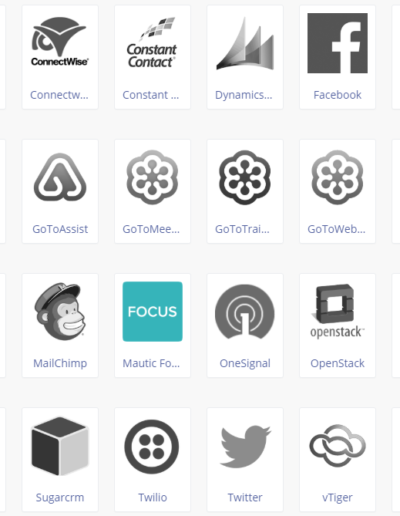 ConnectWise
Constant
Contact
Connectw...
Constant ...
Dynamics...
Facebook
GoToAssist
GoToMee...
GoToTrai...
GoToWeb...
FOCUS
openstack
MailChimp
Mautic Fo...
OneSignal
OpenStack
Sugarcrm
Twilio
Twitter
vTiger